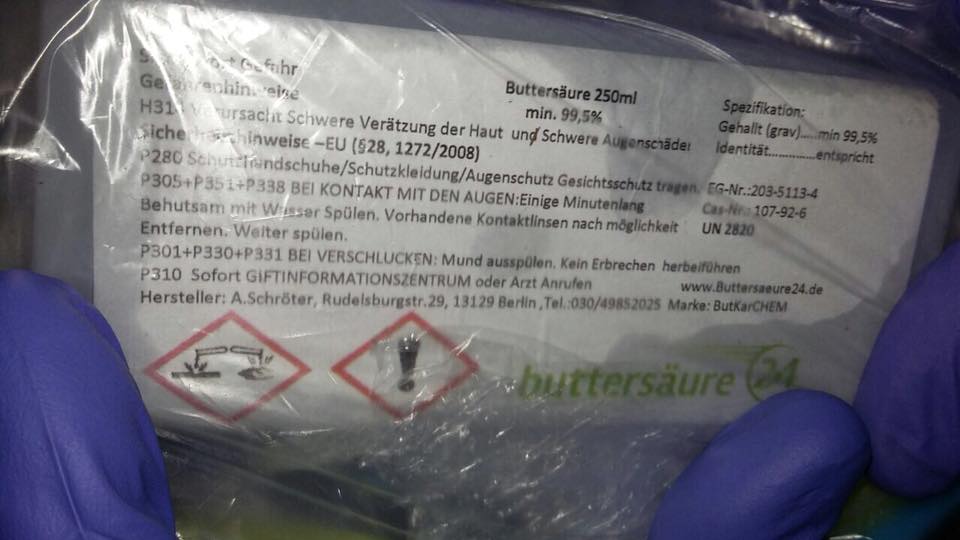 Gefahr
Gefahrenhinweise
Buttersäure 250ml
min. 99,5%
H314 Verursacht Schwere Verätzung der Haut und Schwere Augenschäden
Sicherheitshinweise –EU (§28, 1272/2008)
P280 Schutzhandschuhe/Schutzkleidung/Augenschutz Gesichtsschutz tragen.
P305+P351+P338 BEI KONTAKT MIT DEN AUGEN:Einige Minutenlang
Behutsam mit Wasser Spülen. Vorhandene Kontaktlinsen nach möglichkeit
Entfernen. Weiter spülen.
P301+P330+P331 BEI VERSCHLUCKEN: Mund ausspülen. Kein Erbrechen herbeiführen
P310 Sofort GIFTINFORMATIONSZENTRUM oder Arzt Anrufen
Hersteller: A.Schröter, Rudelsburgstr.29, 13129 Berlin ,Tel.:030/49852025 Marke: ButKarCHEM
Spezifikation:
Gehallt (grav).....min 99,5%
Identität..............entspricht
EG-Nr.:203-5113-4
Cas-Nr.: 107-92-6
UN 2820
www.Buttersaeure24.de
buttersäure 24